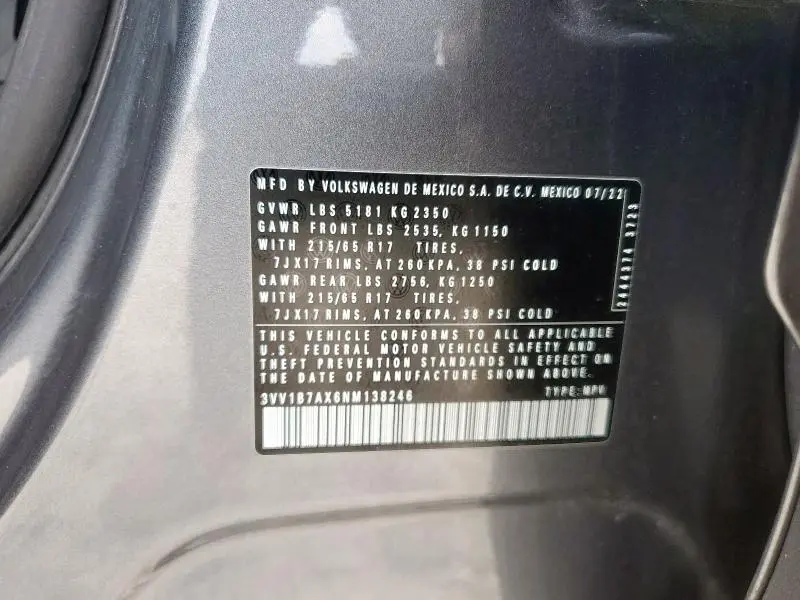 MFD BY VOLKSWAGEN DE MEXICO S.A. DE C.V. MEXICO 07/22
GVWR LBS 5181 KG 2350
GAWR FRONT LBS 2535, KG 1150
WITH 215/65 R17 TIRES,
7JX17 RIMS, AT 260 KPA, 38 PSI COLD
GAWR REAR LBS 2756, KG 1250
WITH 215/65 R17 TIRES,
7JX17 RIMS, AT 260 KPA, 38 PSI COLD
2444374 3723
THIS VEHICLE CONFORMS TO ALL APPLICABLE
U.S. FEDERAL MOTOR VEHICLE SAFETY AND
THEFT PREVENTION STANDARDS IN EFFECT ON
THE DATE OF MANUFACTURE SHOWN ABOVE.
3VV1B7AX6NM138246 TYPE: MPV